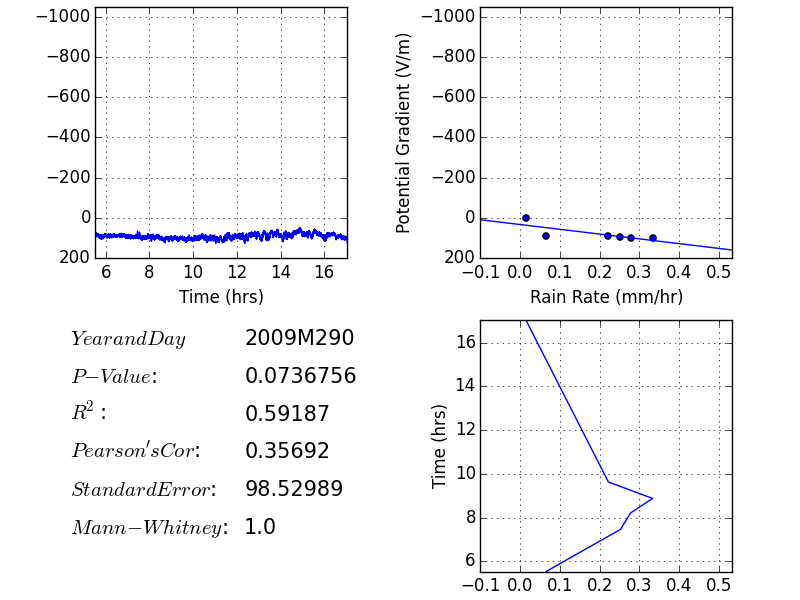 −1000
−800
−600
−400
−200
0
200
6 8 10 12 14 16
Time (hrs)
Potential Gradient (V/m)
−1000
−800
−600
−400
−200
0
200
−0.1 0.0 0.1 0.2 0.3 0.4 0.5
Rain Rate (mm/hr)
YearandDay 2009M290
P−Value: 0.0736756
R²: 0.59187
Pearson'sCor: 0.35692
StandardError: 98.52989
Mann−Whitney: 1.0
Time (hrs)
16
14
12
10
8
6
−0.1 0.0 0.1 0.2 0.3 0.4 0.5